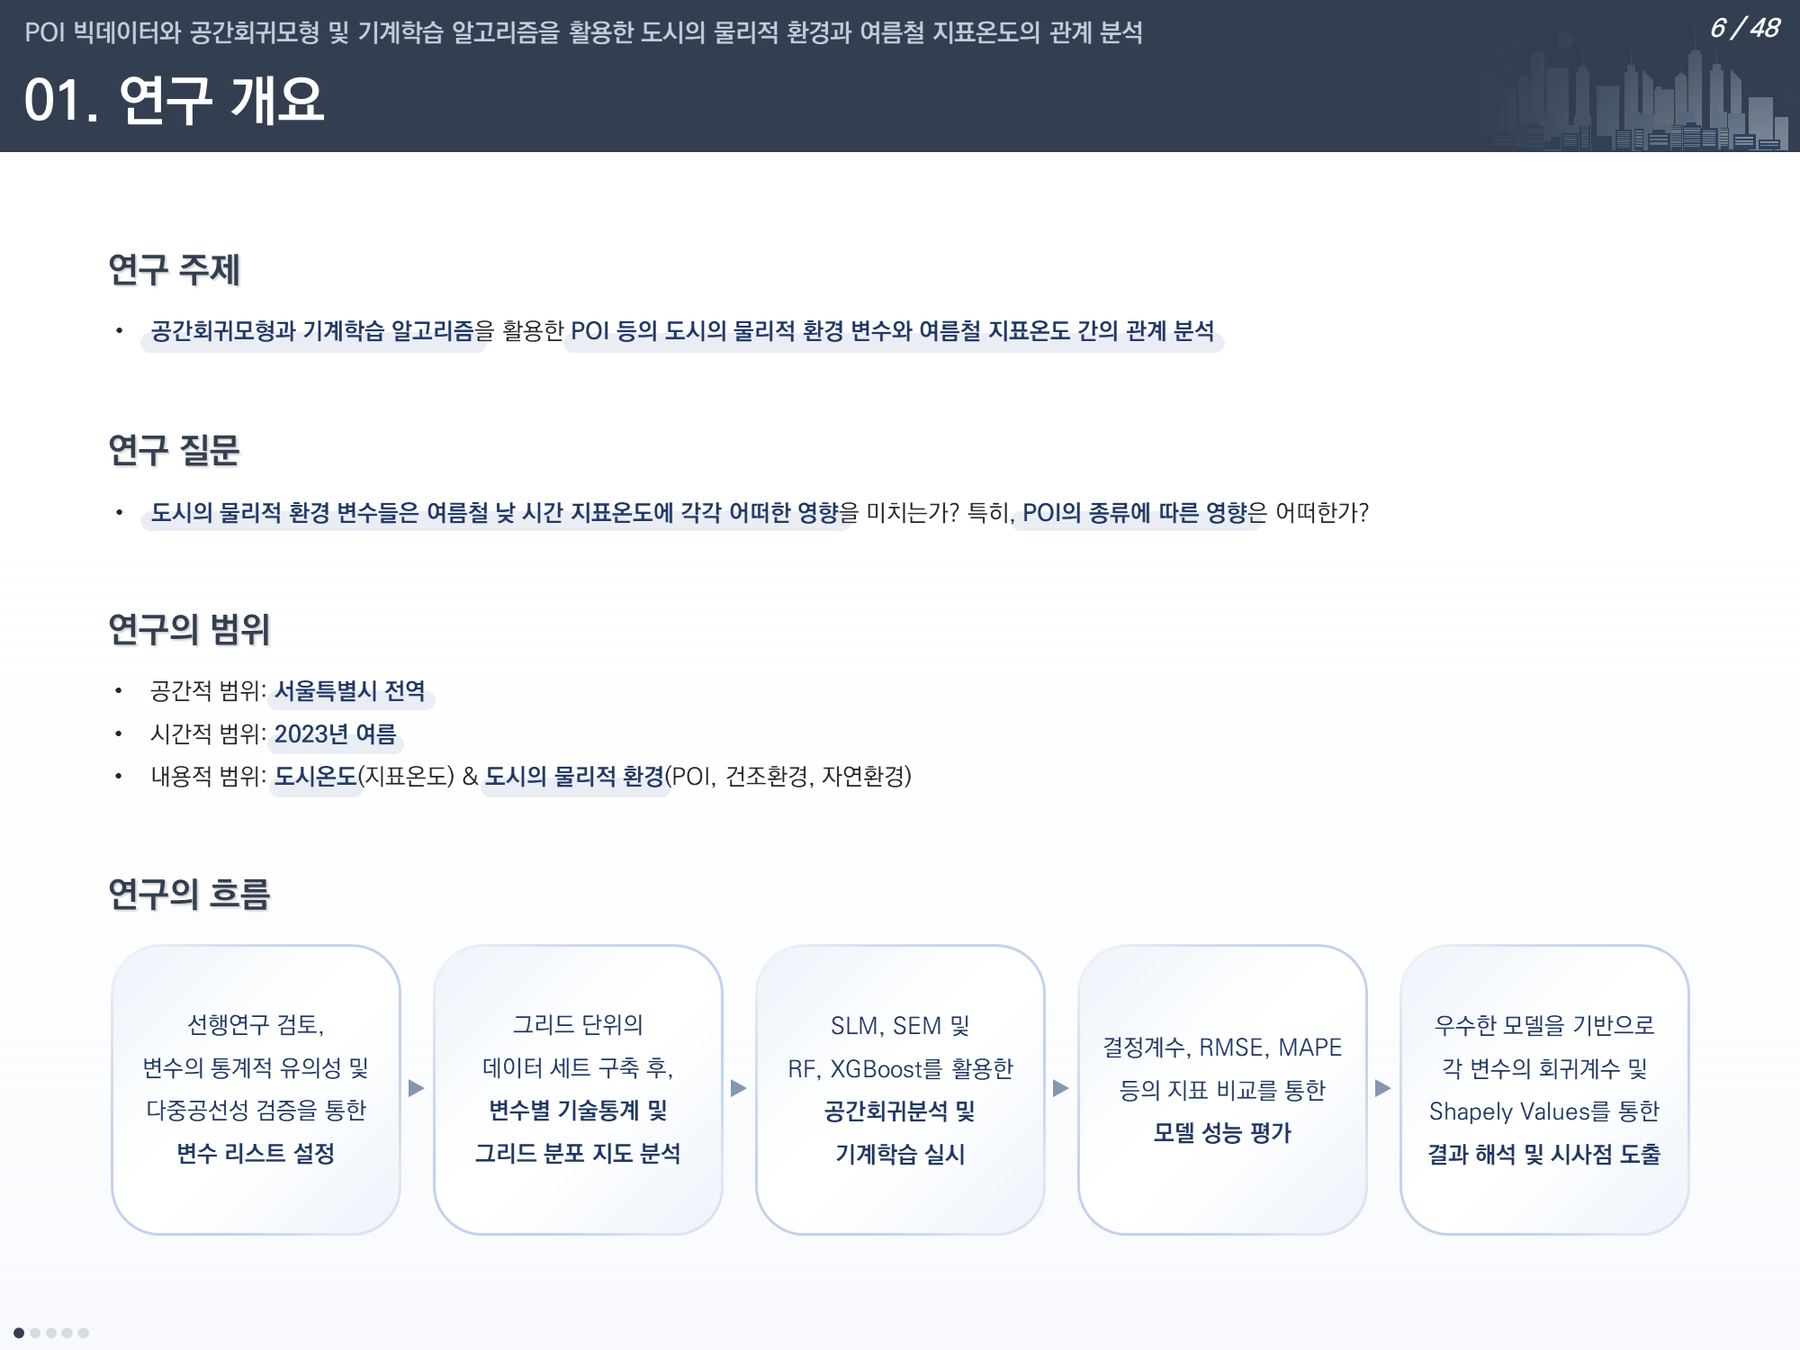 POI 빅데이터와 공간회귀모형 및 기계학습 알고리즘을 활용한 도시의 물리적 환경과 여름철 지표온도의 관계 분석
6 / 48
01. 연구 개요
연구 주제
• 공간회귀모형과 기계학습 알고리즘을 활용한 POI 등의 도시의 물리적 환경 변수와 여름철 지표온도 간의 관계 분석
연구 질문
• 도시의 물리적 환경 변수들은 여름철 낮 시간 지표온도에 각각 어떠한 영향을 미치는가? 특히, POI의 종류에 따른 영향은 어떠한가?
연구의 범위
• 공간적 범위: 서울특별시 전역
• 시간적 범위: 2023년 여름
• 내용적 범위: 도시온도(지표온도) & 도시의 물리적 환경(POI, 건조환경, 자연환경)
연구의 흐름
선행연구 검토,
변수의 통계적 유의성 및
다중공선성 검증을 통한
변수 리스트 설정
그리드 단위의
데이터 세트 구축 후,
변수별 기술통계 및
그리드 분포 지도 분석
SLM, SEM 및
RF, XGBoost를 활용한
공간회귀분석 및
기계학습 실시
결정계수, RMSE, MAPE
등의 지표 비교를 통한
모델 성능 평가
우수한 모델을 기반으로
각 변수의 회귀계수 및
Shapely Values를 통한
결과 해석 및 시사점 도출